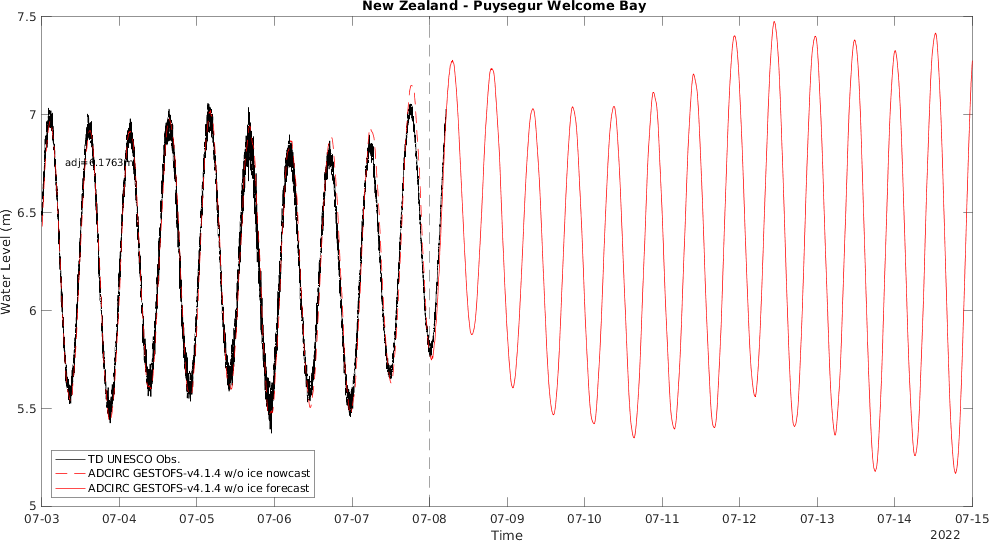 New Zealand - Puysegur Welcome Bay
7.5
7
6.5
6
5.5
5
Water Level (m)
adj=6.1763m
TD UNESCO Obs.
ADCIRC GESTOFS-v4.1.4 w/o ice nowcast
ADCIRC GESTOFS-v4.1.4 w/o ice forecast
07-03 07-04 07-05 07-06 07-07 07-08 07-09 07-10 07-11 07-12 07-13 07-14 07-15
Time
2022